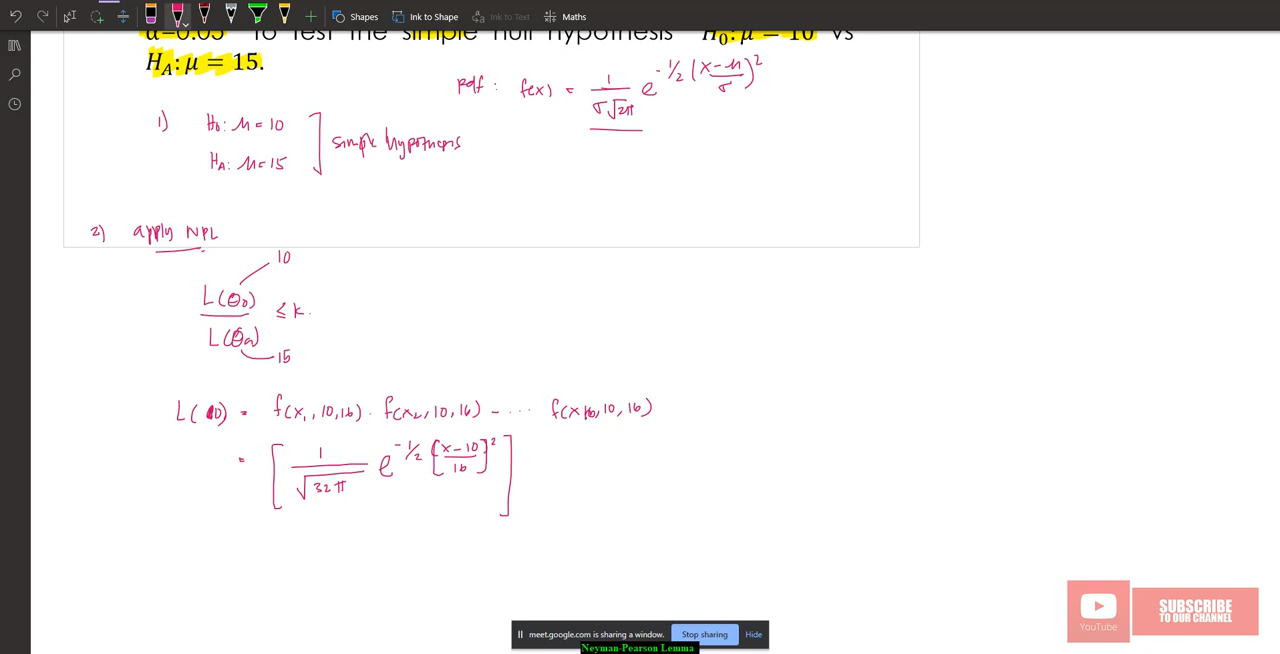 Shapes Ink to Shape Ink to Text Maths
α=0.05 To test the simple null hypothesis H₀: μ = 10 vs
H_A: μ = 15.
pdf : f(x) = 1/(σ√2π) e^(-1/2 ((x-μ)/σ)²)
1) H₀: μ = 10
H_A: μ = 15
simple hypothesis
2) apply NPL
10
L(θ₀)/L(θa) ≤ k.
15
L(10) = f(x₁, 10, 16) . f(x₂, 10, 16) - .... f(x₁₆, 10, 16)
= [1/√32π e^(-1/2 [(x-10)/16]²)]
YouTube
SUBSCRIBE
TO OUR CHANNEL
meet.google.com is sharing a window. Stop sharing Hide
Neyman-Pearson Lemma